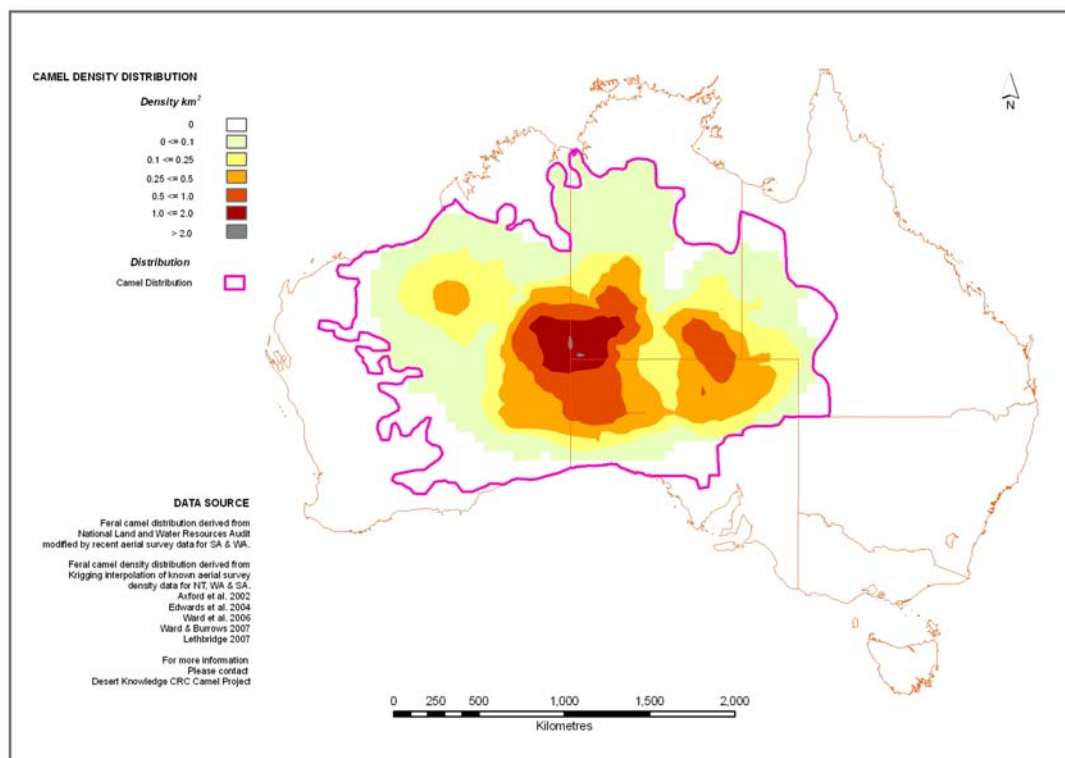 CAMEL DENSITY DISTRIBUTION
Density km²
0
0 <= 0.1
0.1 <= 0.25
0.25 <= 0.5
0.5 <= 1.0
1.0 <= 2.0
> 2.0
Distribution
Camel Distribution
N
DATA SOURCE
Feral camel distribution derived from
National Land and Water Resources Audit
modified by recent aerial survey data for SA & WA.
Feral camel density distribution derived from
Krigging Interpolation of known aerial survey
density data for NT, WA & SA.
Axford et al. 2002
Edwards et al. 2004
Ward et al. 2006
Ward & Burrows 2007
Lethbridge 2007
For more information
Please contact
Desert Knowledge CRC Camel Project
0 250 500 1,000 1,500 2,000
Kilometres